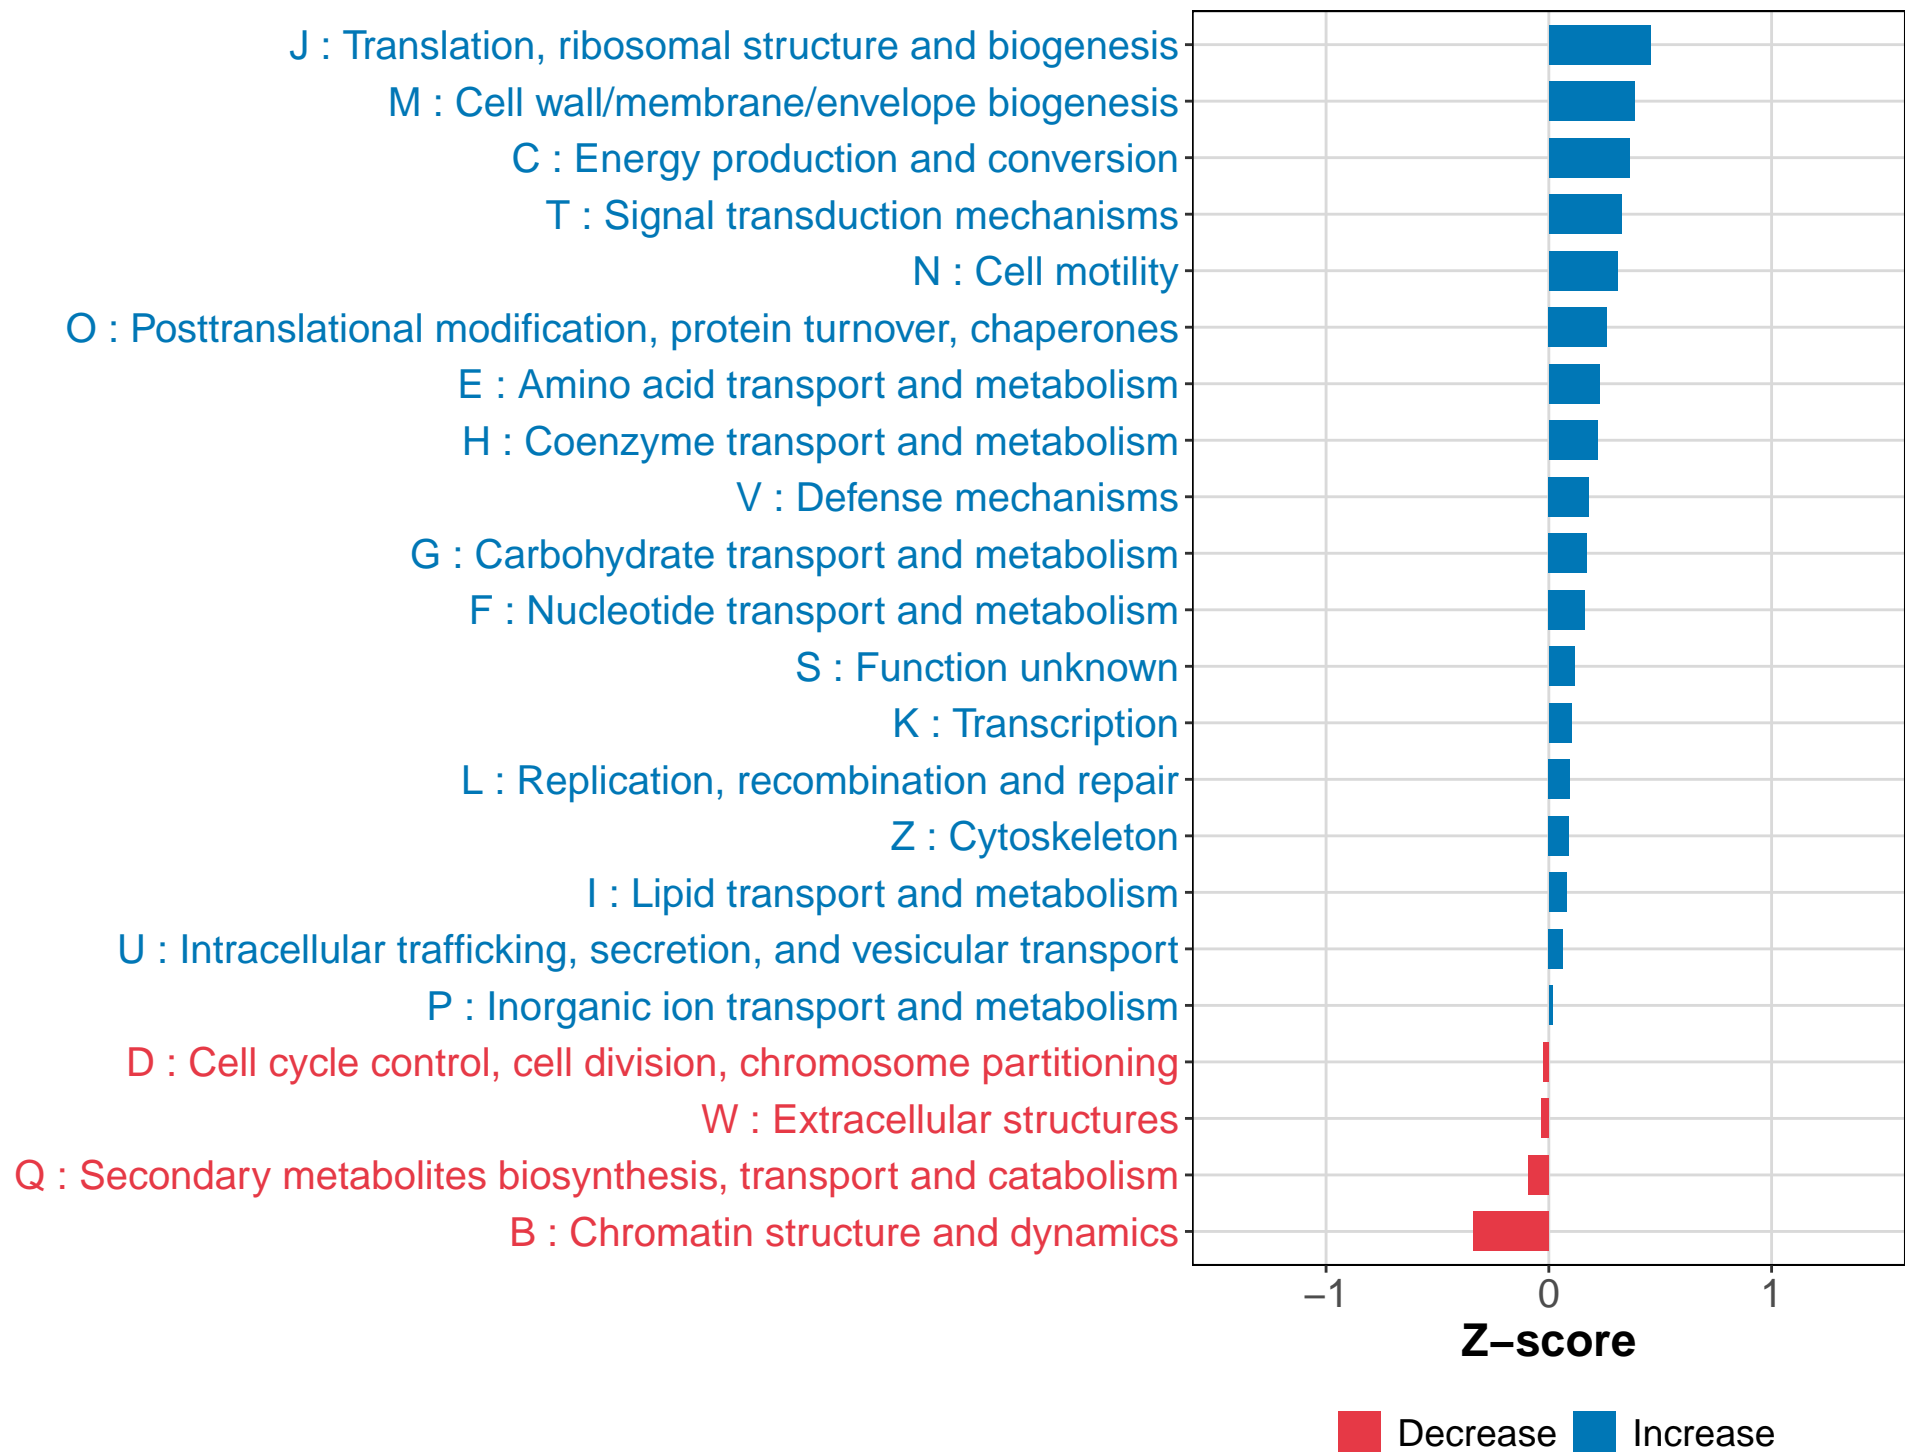 J : Translation, ribosomal structure and biogenesis
M : Cell wall/membrane/envelope biogenesis
C : Energy production and conversion
T : Signal transduction mechanisms
N : Cell motility
O : Posttranslational modification, protein turnover, chaperones
E : Amino acid transport and metabolism
H : Coenzyme transport and metabolism
V : Defense mechanisms
G : Carbohydrate transport and metabolism
F : Nucleotide transport and metabolism
S : Function unknown
K : Transcription
L : Replication, recombination and repair
Z : Cytoskeleton
I : Lipid transport and metabolism
U : Intracellular trafficking, secretion, and vesicular transport
P : Inorganic ion transport and metabolism
D : Cell cycle control, cell division, chromosome partitioning
W : Extracellular structures
Q : Secondary metabolites biosynthesis, transport and catabolism
B : Chromatin structure and dynamics
−1 0 1
Z−score
Decrease Increase